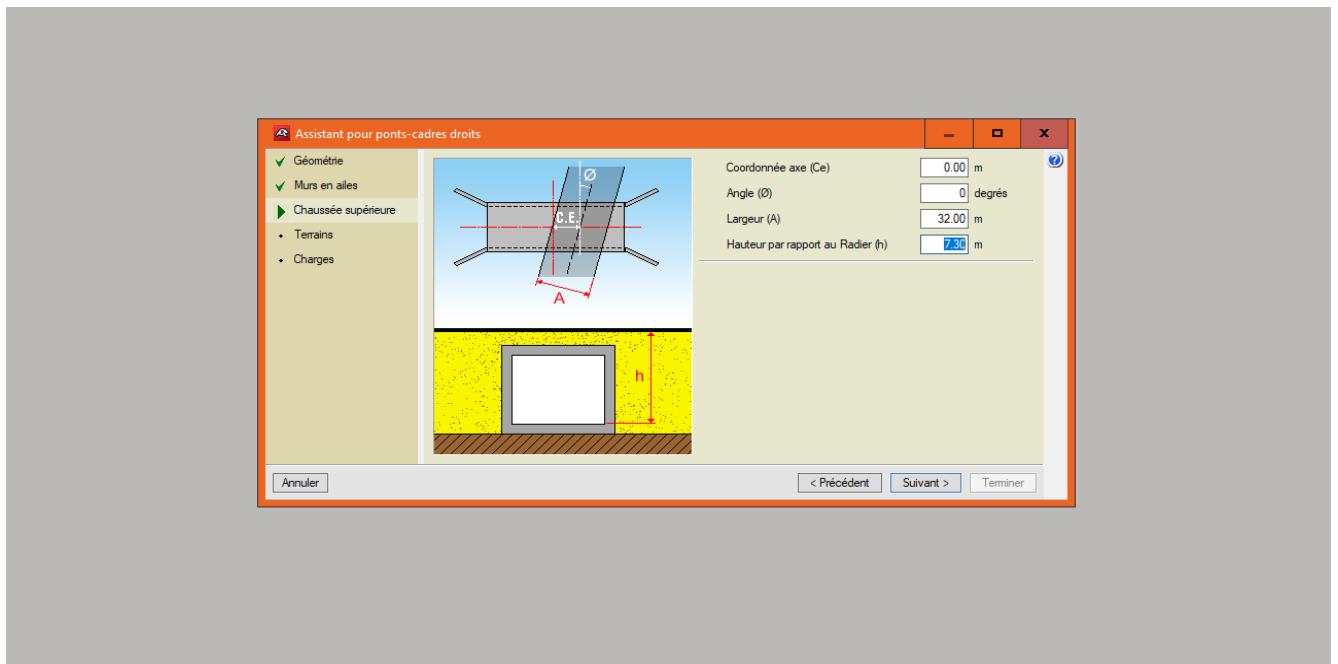 Assistant pour ponts-cadres droits
Géométrie
Murs en ailes
Chaussée supérieure
Terrains
Charges
Ø
C.E.
A
h
Coordonnée axe (Ce) 0.00 m
Angle (Ø) 0 degrés
Largeur (A) 32.00 m
Hauteur par rapport au Radier (h) 7.30 m
Annuler
< Précédent Suivant > Terminer